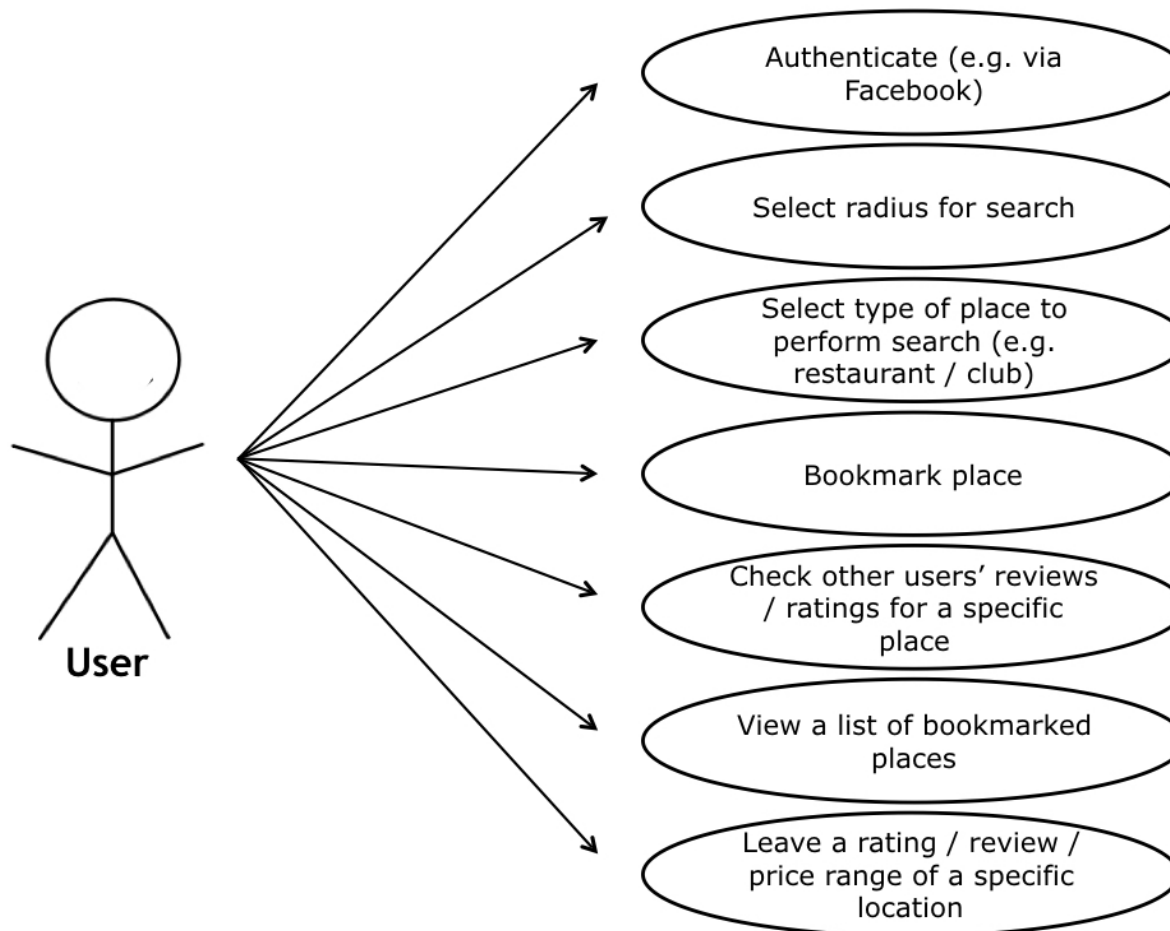 Authenticate (e.g. via
Facebook)
Select radius for search
Select type of place to
perform search (e.g.
restaurant / club)
Bookmark place
Check other users’ reviews
/ ratings for a specific
place
View a list of bookmarked
places
Leave a rating / review /
price range of a specific
location
User